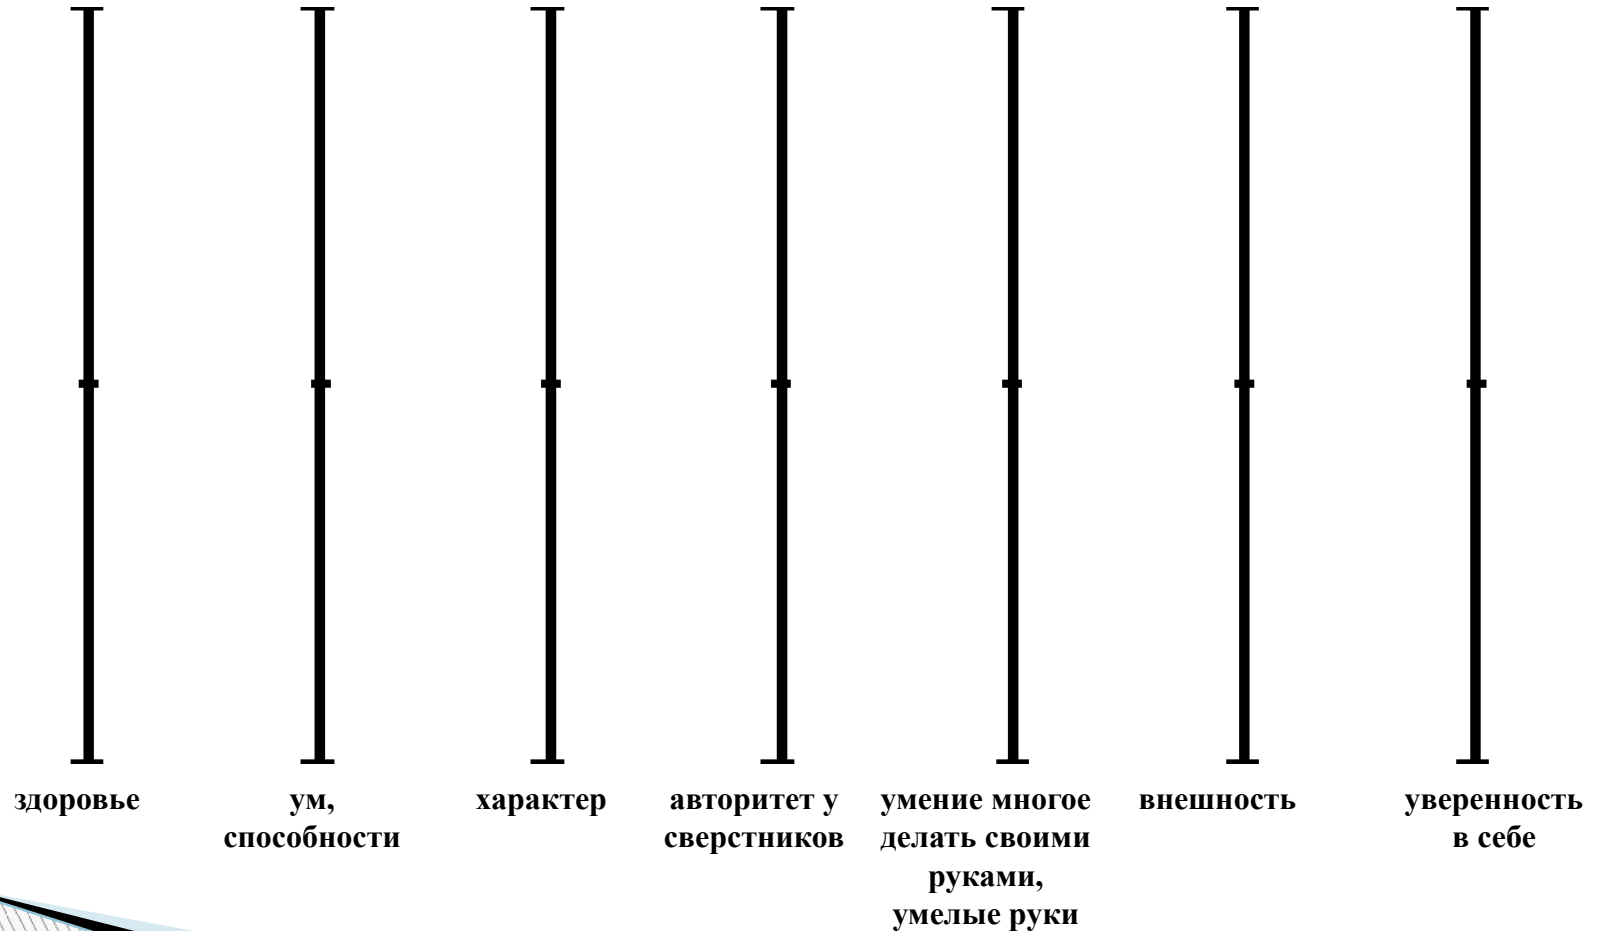 здоровье
ум,
способности
характер
авторитет у
сверстников
умение многое
делать своими
руками,
умелые руки
внешность
уверенность
в себе